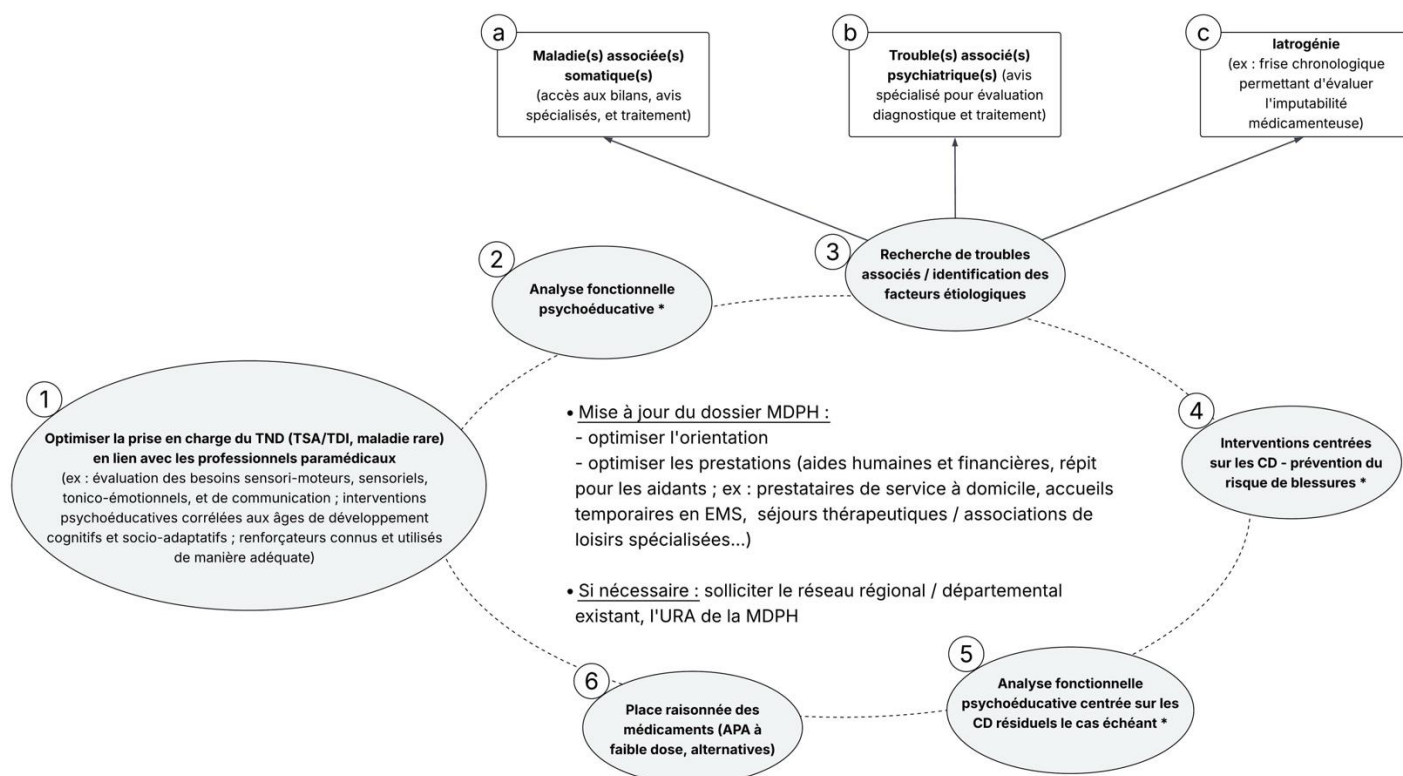 a
Maladie(s) associée(s)
somatique(s)
(accès aux bilans, avis
spécialisés, et traitement)
b
Trouble(s) associé(s)
psychiatrique(s) (avis
spécialisé pour évaluation
diagnostique et traitement)
c
Iatrogénie
(ex : frise chronologique
permettant d'évaluer
l'imputabilité
médicamenteuse)
1
Optimiser la prise en charge du TND (TSA/TDI, maladie rare)
en lien avec les professionnels paramédicaux
(ex : évaluation des besoins sensori-moteurs, sensoriels,
tonico-émotionnels, et de communication ; interventions
psychoéducatives corrélées aux âges de développement
cognitifs et socio-adaptatifs ; renforçateurs connus et utilisés
de manière adéquate)
2
Analyse fonctionnelle
psychoéducative *
3
Recherche de troubles
associés / identification des
facteurs étiologiques
4
Interventions centrées
sur les CD - prévention du
risque de blessures *
5
Analyse fonctionnelle
psychoéducative centrée sur les
CD résiduels le cas échéant *
6
Place raisonnée des
médicaments (APA à
faible dose, alternatives)
• Mise à jour du dossier MDPH :
- optimiser l'orientation
- optimiser les prestations (aides humaines et financières, répit
pour les aidants ; ex : prestataires de service à domicile, accueils
temporaires en EMS, séjours thérapeutiques / associations de
loisirs spécialisées...)
• Si nécessaire : solliciter le réseau régional / départemental
existant, l'URA de la MDPH